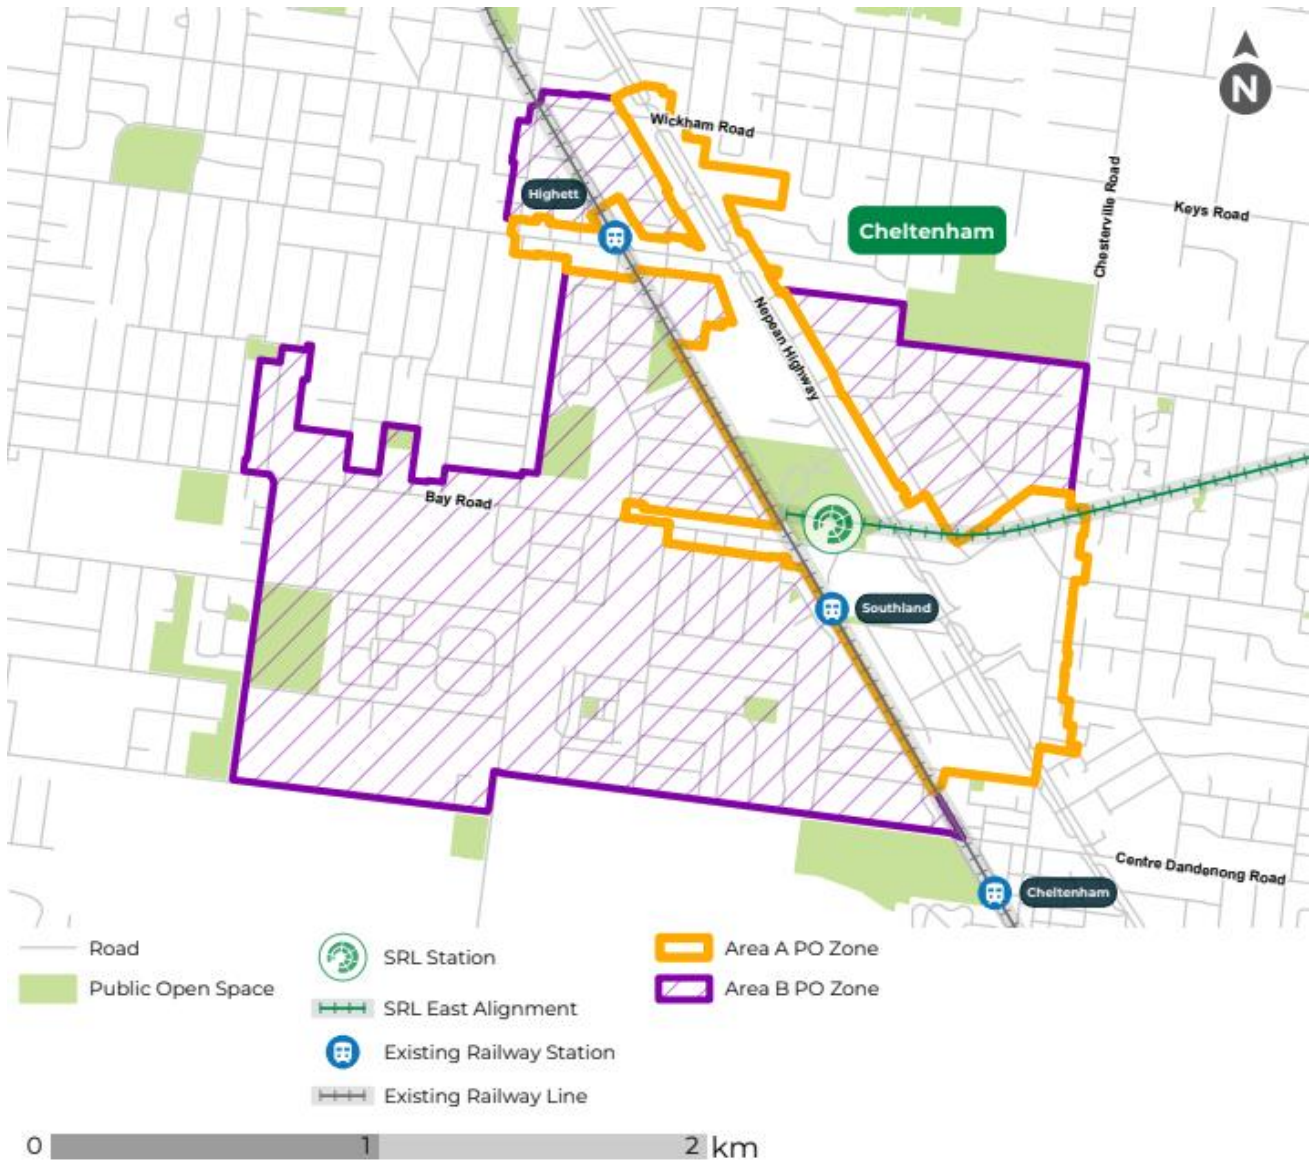 N
Wickham Road
Highett
Chesterville Road
Keys Road
Cheltenham
Nepean Highway
Bay Road
Southland
Centre Dandenong Road
Cheltenham
Road
Public Open Space
SRL Station
SRL East Alignment
Existing Railway Station
Existing Railway Line
Area A PO Zone
Area B PO Zone
0 1 2 km